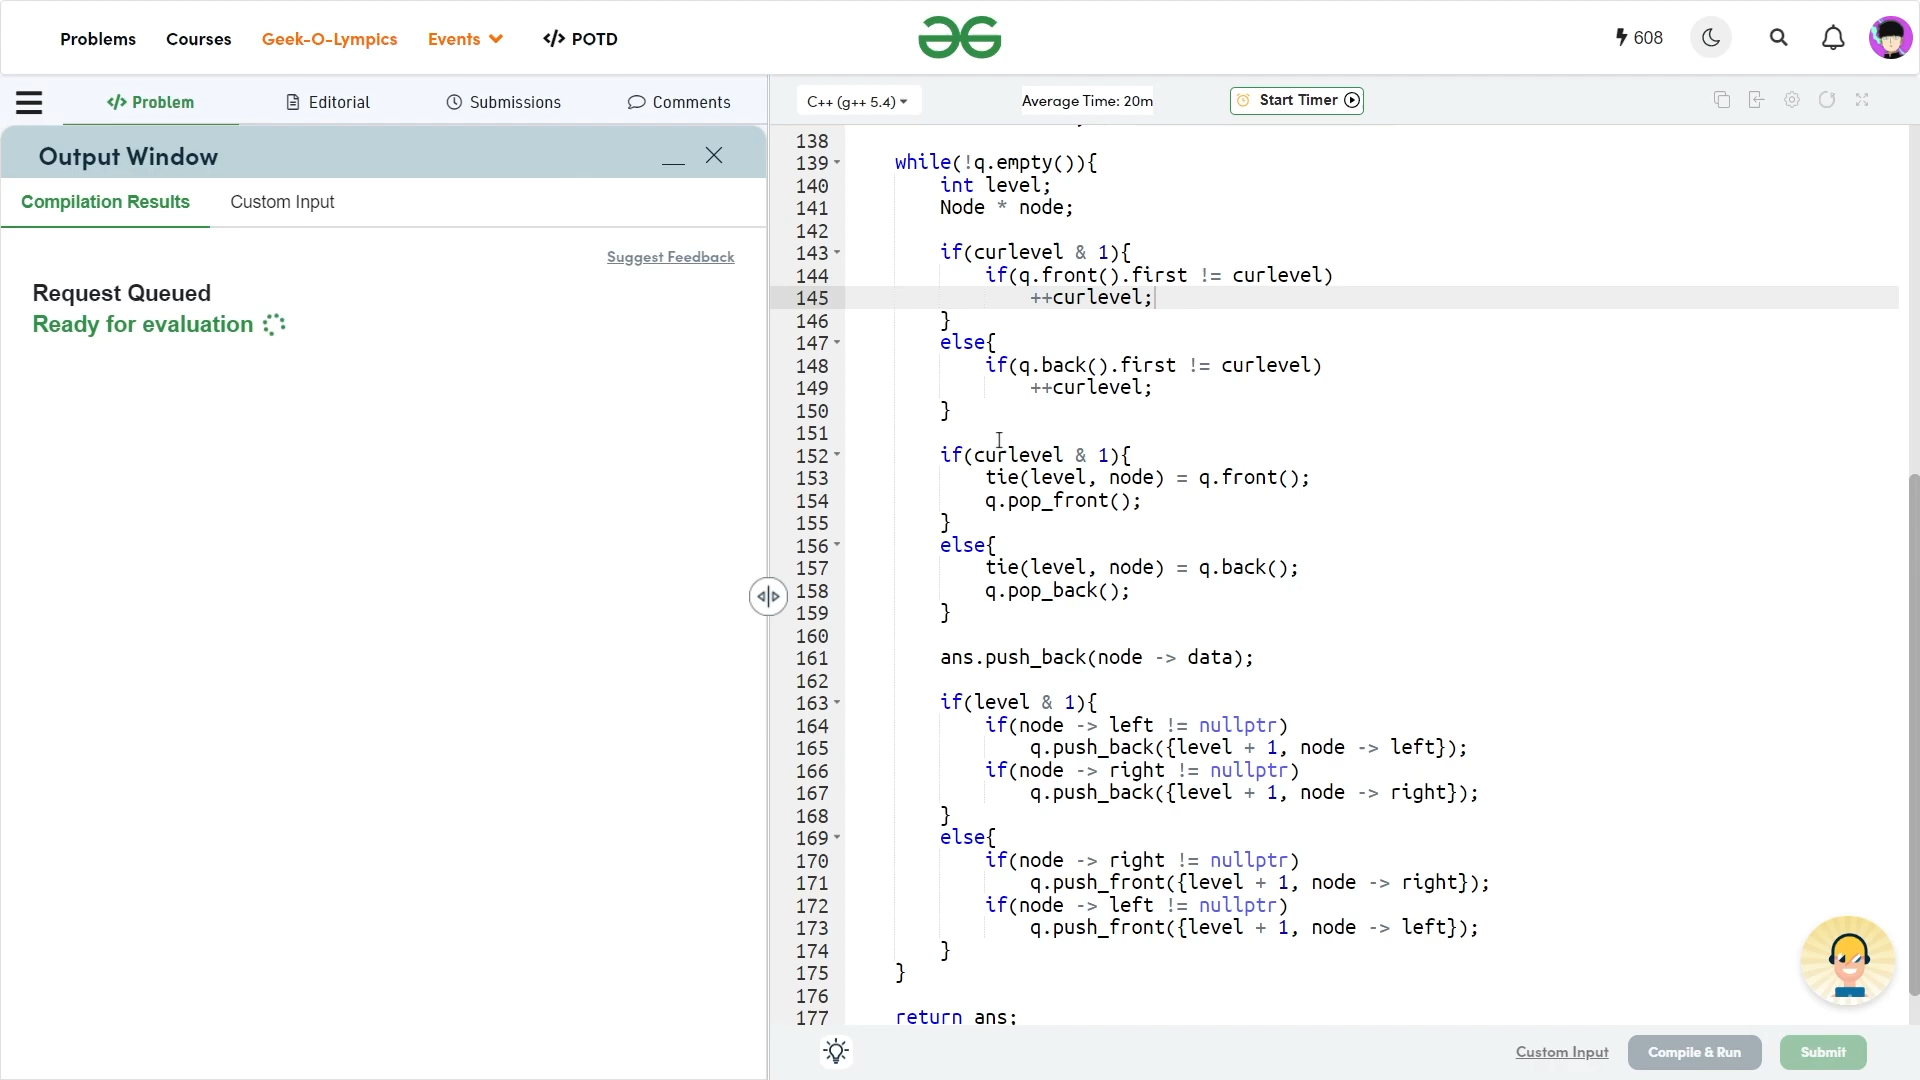 Problems Courses Geek-O-Lympics Events </> POTD
608
</> Problem Editorial Submissions Comments
C++ (g++ 5.4) Average Time: 20m Start Timer
Output Window
Compilation Results Custom Input
Suggest Feedback
Request Queued
Ready for evaluation
138
139 while(!q.empty()){
140 int level;
141 Node * node;
142
143 if(curlevel & 1){
144 if(q.front().first != curlevel)
145 ++curlevel;
146 }
147 else{
148 if(q.back().first != curlevel)
149 ++curlevel;
150 }
151
152 if(curlevel & 1){
153 tie(level, node) = q.front();
154 q.pop_front();
155 }
156 else{
157 tie(level, node) = q.back();
158 q.pop_back();
159 }
160
161 ans.push_back(node -> data);
162
163 if(level & 1){
164 if(node -> left != nullptr)
165 q.push_back({level + 1, node -> left});
166 if(node -> right != nullptr)
167 q.push_back({level + 1, node -> right});
168 }
169 else{
170 if(node -> right != nullptr)
171 q.push_front({level + 1, node -> right});
172 if(node -> left != nullptr)
173 q.push_front({level + 1, node -> left});
174 }
175 }
176
177 return ans;
Custom Input Compile & Run Submit